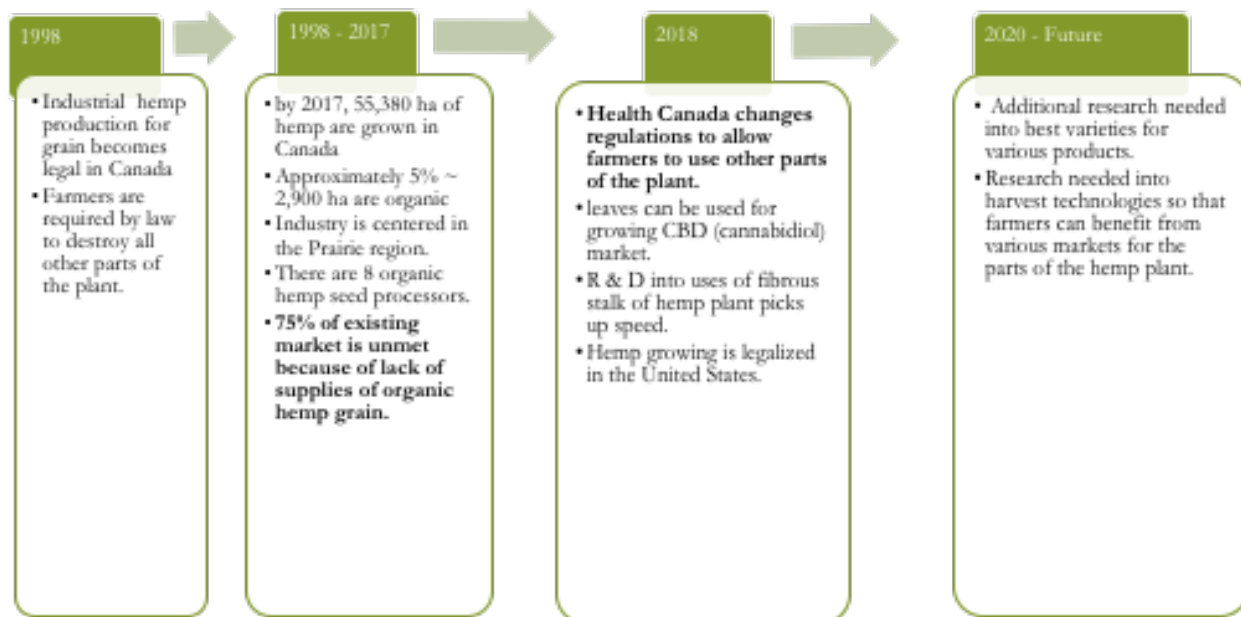 1998
• Industrial hemp
production for
grain becomes
legal in Canada
• Farmers are
required by law
to destroy all
other parts of
the plant.
1998 - 2017
• by 2017, 55,380 ha of
hemp are grown in
Canada
• Approximately 5% ~
2,900 ha are organic
• Industry is centered in
the Prairie region.
• There are 8 organic
hemp seed processors.
• 75% of existing
market is unmet
because of lack of
supplies of organic
hemp grain.
2018
• Health Canada changes
regulations to allow
farmers to use other parts
of the plant.
• leaves can be used for
growing CBD (cannabidiol)
market.
• R & D into uses of fibrous
stalk of hemp plant picks
up speed.
• Hemp growing is legalized
in the United States.
2020 - Future
• Additional research needed
into best varieties for
various products.
• Research needed into
harvest technologies so that
farmers can benefit from
various markets for the
parts of the hemp plant.